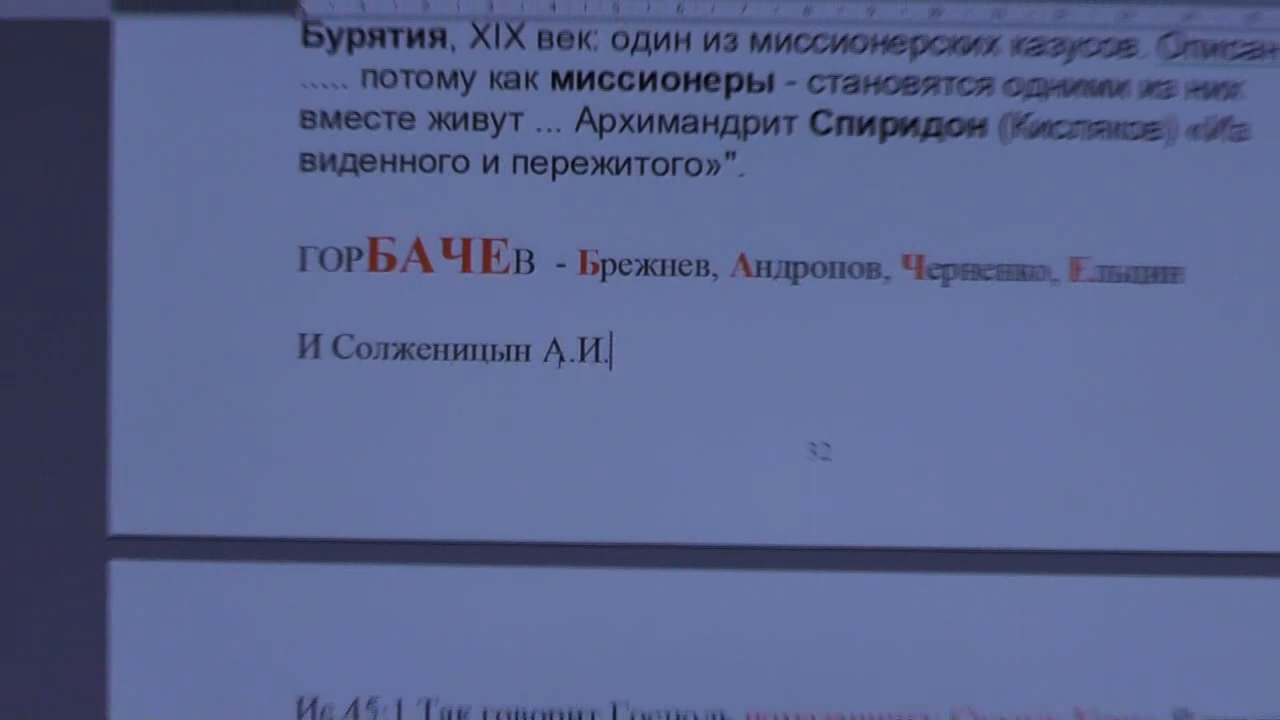 Бурятия, XIX век: один из миссионерских казусов. Описан
..... потому как миссионеры - становятся одними из них
вместе живут ... Архимандрит Спиридон (Кисляков) «Из
виденного и пережитого»".
ГОРБАЧЕВ - Брежнев, Андропов, Черненко, Ельцин
И Солженицын А.И.
32
Ис.45:1 Так говорит Господь